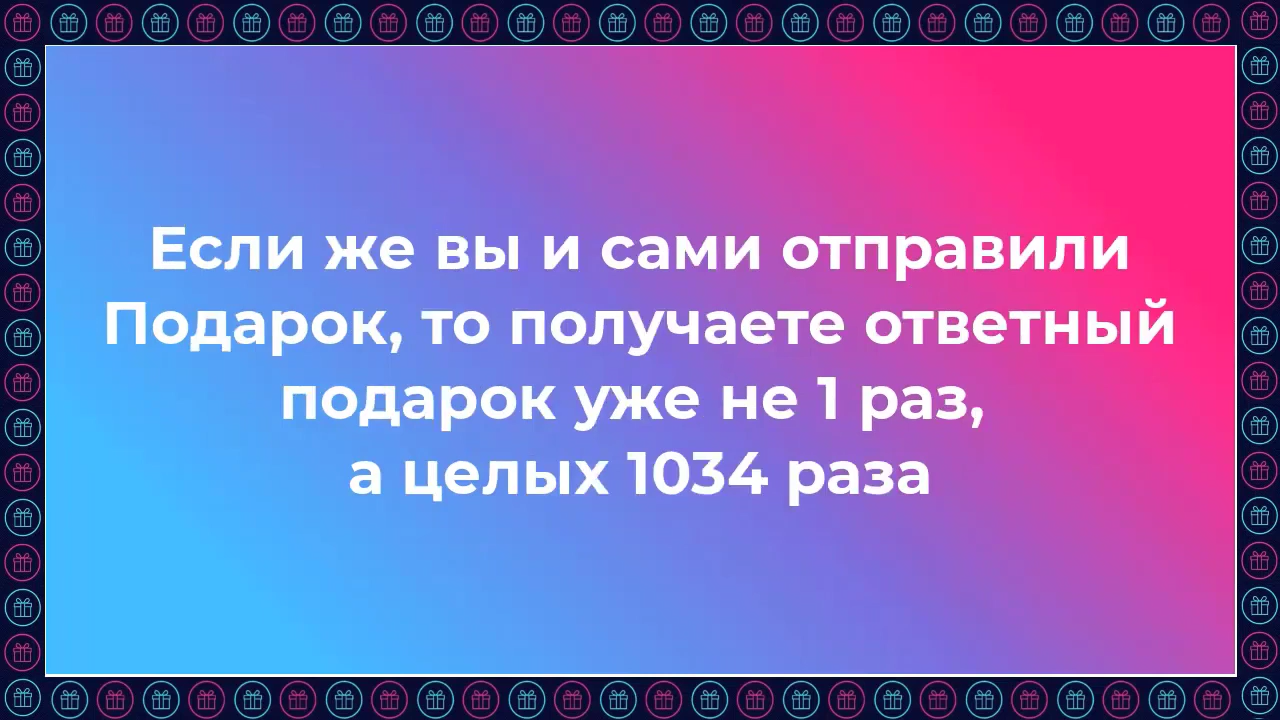 Если же вы и сами отправили
Подарок, то получаете ответный
подарок уже не 1 раз,
а целых 1034 раза